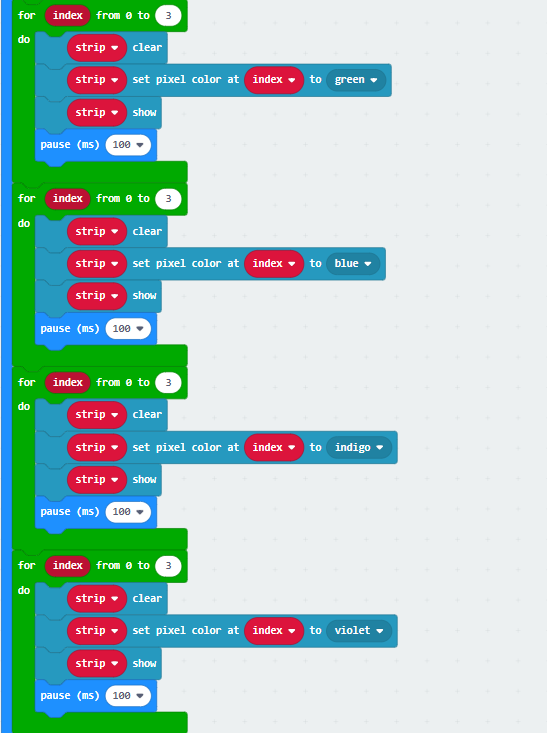 for index from 0 to 3
do
strip clear
strip set pixel color at index to green
strip show
pause (ms) 100
for index from 0 to 3
do
strip clear
strip set pixel color at index to blue
strip show
pause (ms) 100
for index from 0 to 3
do
strip clear
strip set pixel color at index to indigo
strip show
pause (ms) 100
for index from 0 to 3
do
strip clear
strip set pixel color at index to violet
strip show
pause (ms) 100